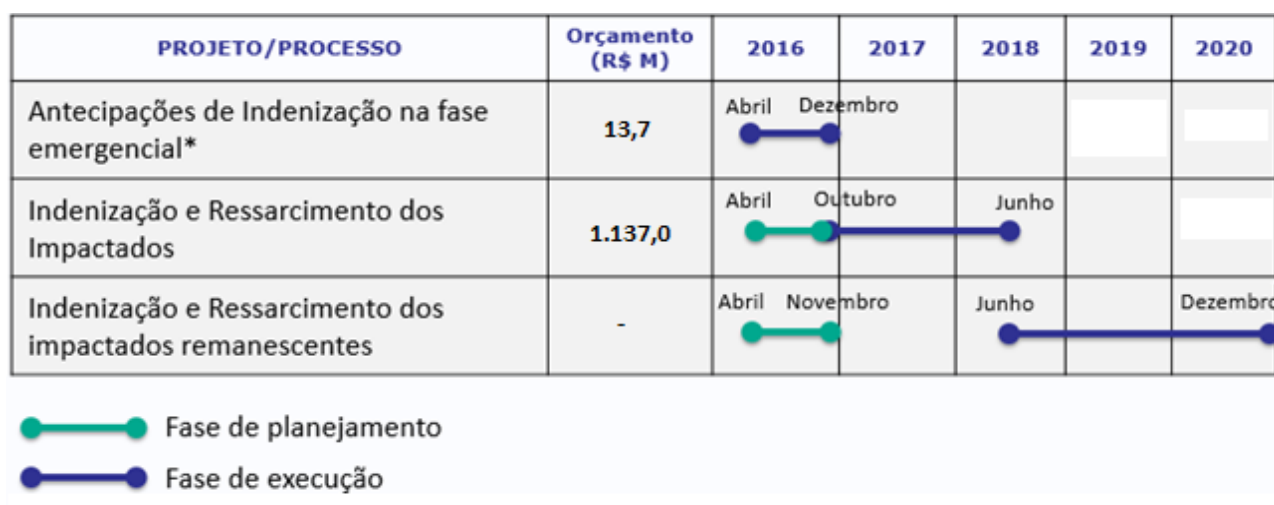 PROJETO/PROCESSO
Orçamento
(R$ M)
2016
2017
2018
2019
2020
Antecipações de Indenização na fase
emergencial*
13,7
Abril
Dezembro
Indenização e Ressarcimento dos
Impactados
1.137,0
Abril
Outubro
Junho
Indenização e Ressarcimento dos
impactados remanescentes
-
Abril
Novembro
Junho
Dezembro
Fase de planejamento
Fase de execução